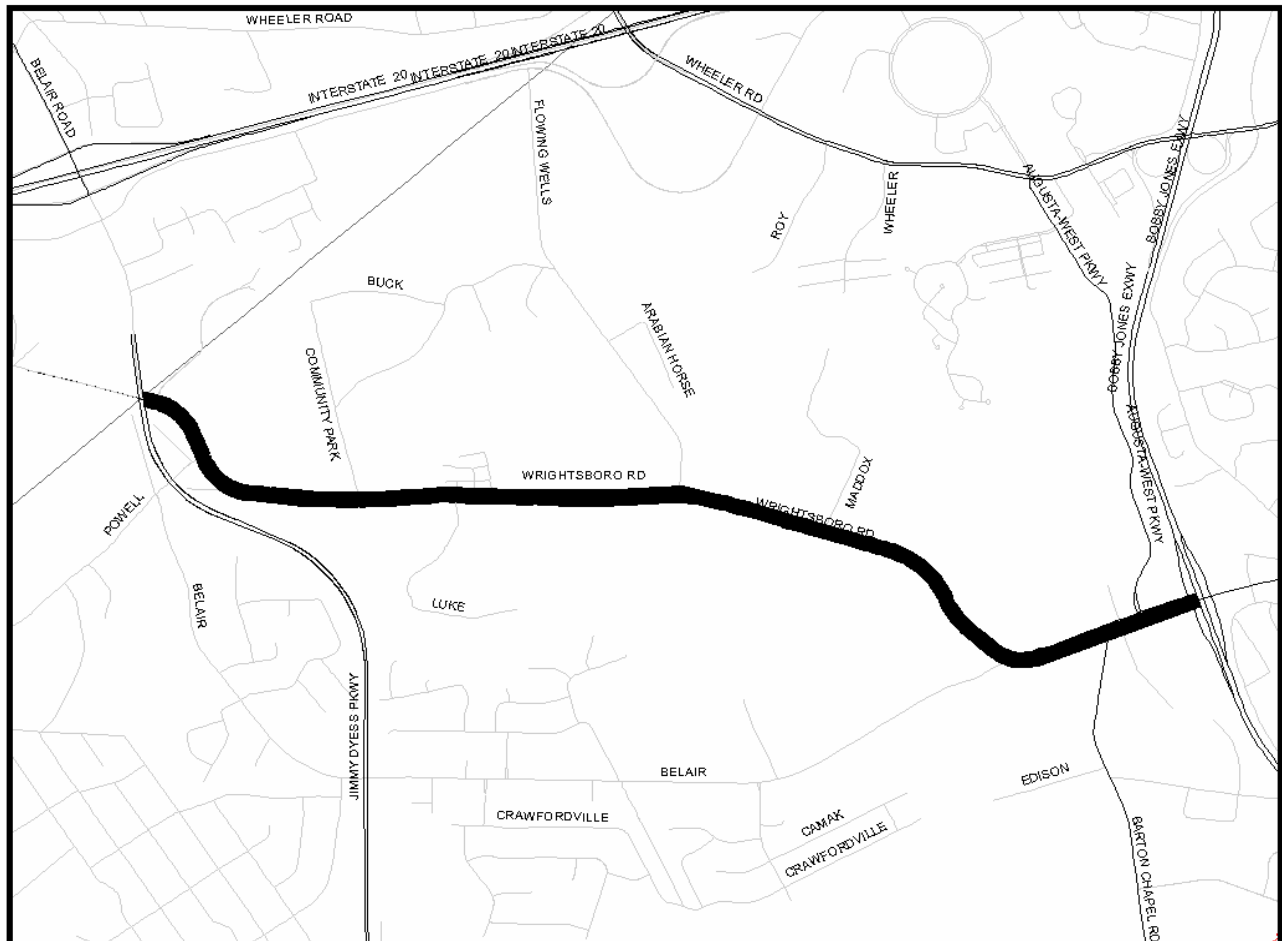 WHEELER ROAD
INTERSTATE 20
INTERSTATE 20
INTERSTATE 20
BELAIR ROAD
WHEELER RD
FLOWING WELLS
AUGUSTA-WEST PKWY
BOBBY JONES EXWY
ROY
WHEELER
BUCK
ARABIAN HORSE
BOBBY JONES EXWY
COMMUNITY PARK
AUGUSTA-WEST PKWY
WRIGHTSBORO RD
MADDOX
WRIGHTSBORO RD
POWELL
BELAIR
LUKE
JIMMY DYESS PKWY
BELAIR
EDISON
CRAWFORDVILLE
CAMAK
CRAWFORDVILLE
BARTON CHAPEL RD